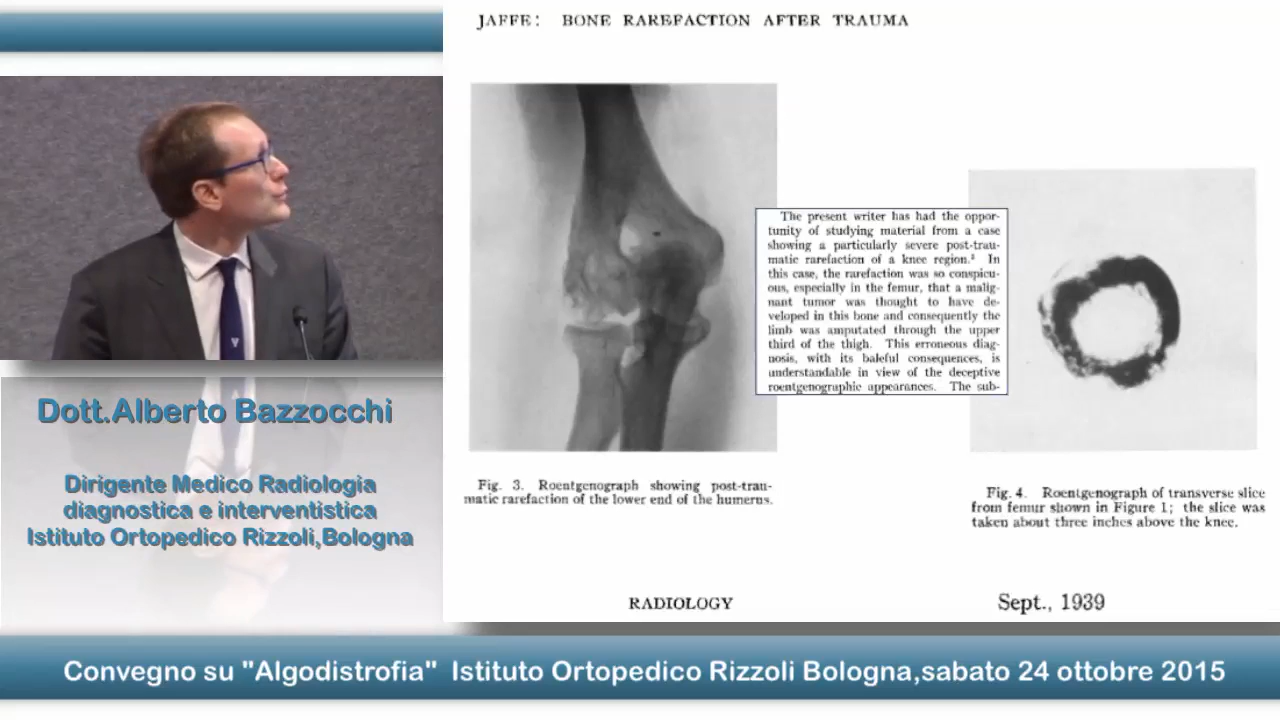 JAFFE: BONE RAREFACTION AFTER TRAUMA
The present writer has had the oppor-
tunity of studying material from a case
showing a particularly severe post-trau-
matic rarefaction of a knee region.² In
this case, the rarefaction was so conspicu-
ous, especially in the femur, that a malig-
nant tumor was thought to have de-
veloped in this bone and consequently the
limb was amputated through the upper
third of the thigh. This erroneous diag-
nosis, with its baleful consequences, is
understandable in view of the deceptive
roentgenographic appearances. The sub-
Fig. 3. Roentgenograph showing post-trau-
matic rarefaction of the lower end of the humerus.
Fig. 4. Roentgenograph of transverse slice
from femur shown in Figure 1; the slice was
taken about three inches above the knee.
RADIOLOGY
Sept., 1939
Dott.Alberto Bazzocchi
Dirigente Medico Radiologia
diagnostica e interventistica
Istituto Ortopedico Rizzoli,Bologna
Convegno su "Algodistrofia" Istituto Ortopedico Rizzoli Bologna,sabato 24 ottobre 2015